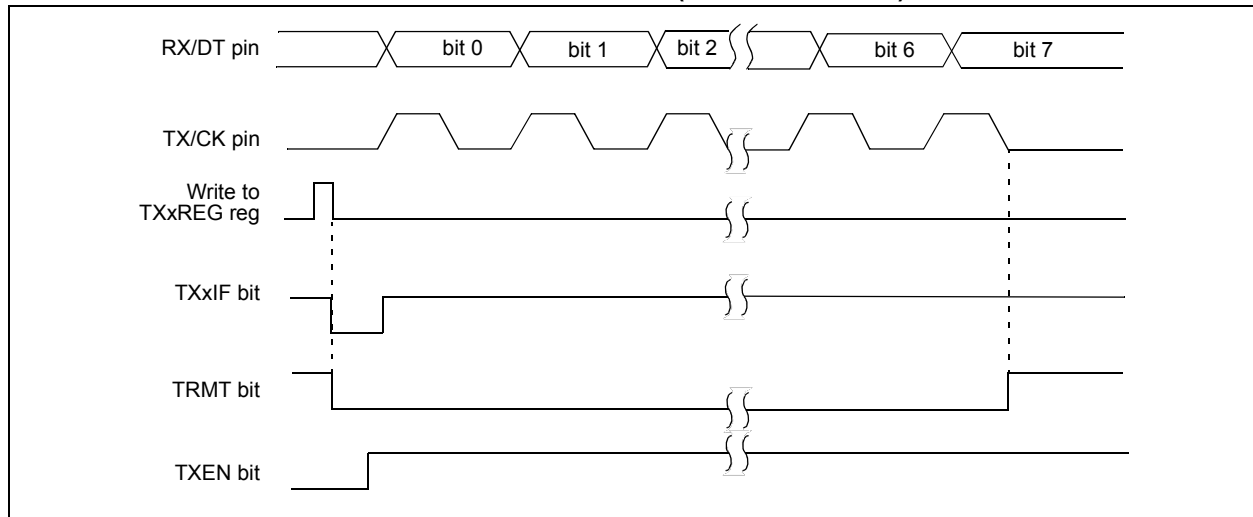 RX/DT pin
bit 0
bit 1
bit 2
bit 6
bit 7
TX/CK pin
Write to
TXxREG reg
TXxIF bit
TRMT bit
TXEN bit